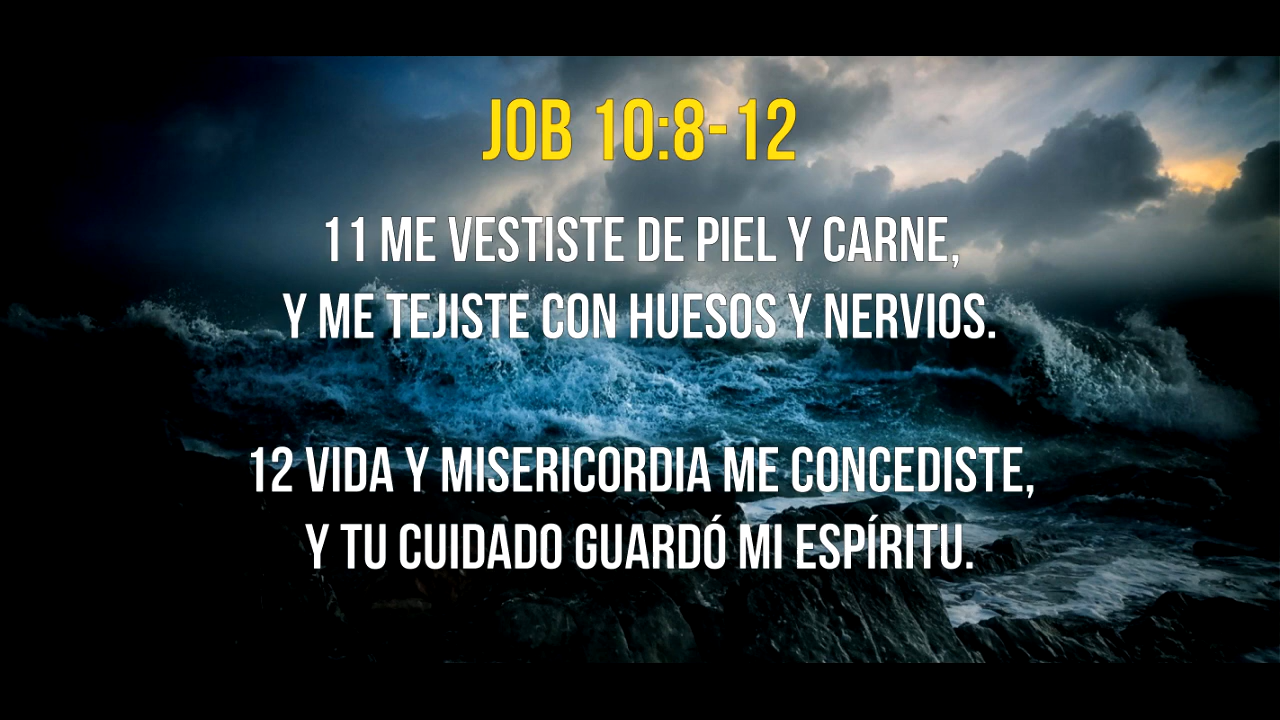 JOB 10:8-12
11 ME VESTISTE DE PIEL Y CARNE,
Y ME TEJISTE CON HUESOS Y NERVIOS.
12 VIDA Y MISERICORDIA ME CONCEDISTE,
Y TU CUIDADO GUARDÓ MI ESPÍRITU.